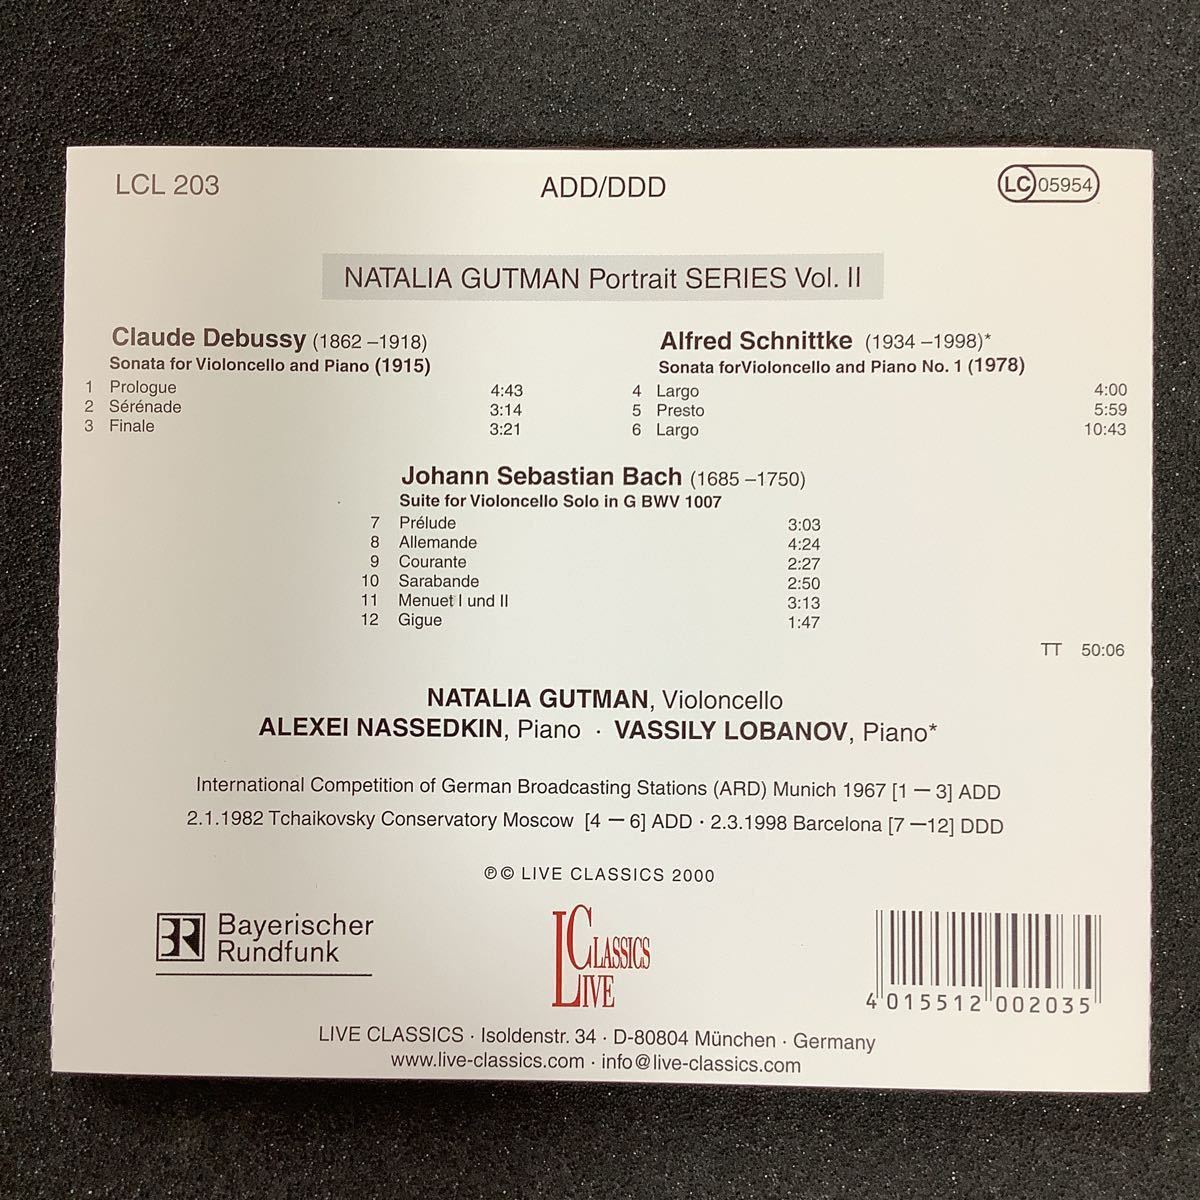 LCL 203
ADD/DDD
LC 05954
NATALIA GUTMAN Portrait SERIES Vol. II
Claude Debussy (1862 –1918)
Sonata for Violoncello and Piano (1915)
1 Prologue 4:43
2 Sérénade 3:14
3 Finale 3:21
Alfred Schnittke (1934 –1998)*
Sonata forVioloncello and Piano No. 1 (1978)
4 Largo 4:00
5 Presto 5:59
6 Largo 10:43
Johann Sebastian Bach (1685 –1750)
Suite for Violoncello Solo in G BWV 1007
7 Prélude 3:03
8 Allemande 4:24
9 Courante 2:27
10 Sarabande 2:50
11 Menuet I und II 3:13
12 Gigue 1:47
TT 50:06
NATALIA GUTMAN, Violoncello
ALEXEI NASSEDKIN, Piano · VASSILY LOBANOV, Piano*
International Competition of German Broadcasting Stations (ARD) Munich 1967 [1 – 3] ADD
2.1.1982 Tchaikovsky Conservatory Moscow [4 – 6] ADD · 2.3.1998 Barcelona [7 –12] DDD
℗© LIVE CLASSICS 2000
BR Bayerischer
Rundfunk
CLASSICS
LIVE
4 015512 002035
LIVE CLASSICS · Isoldenstr. 34 · D-80804 München · Germany
www.live-classics.com · info@live-classics.com